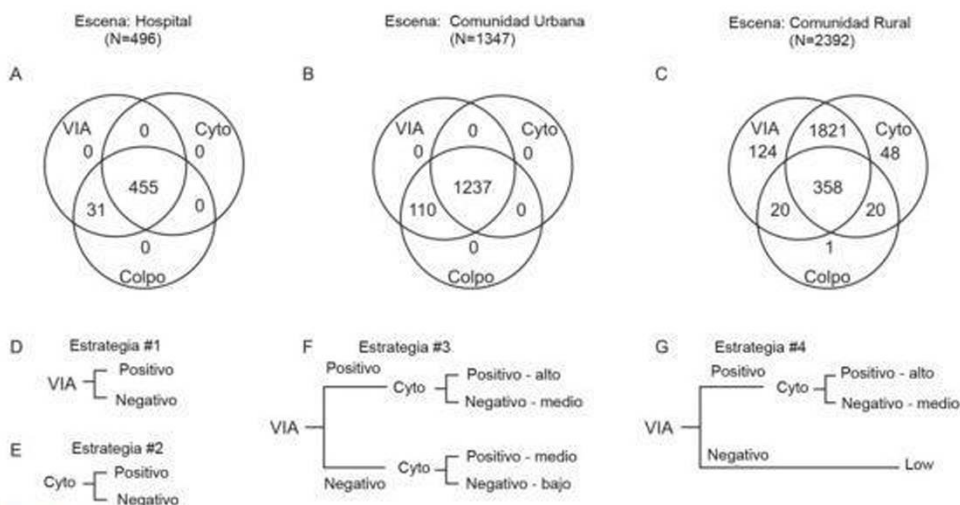 Escena: Hospital
(N=496)
Escena: Comunidad Urbana
(N=1347)
Escena: Comunidad Rural
(N=2392)
A
B
C
VIA
0
Cyto
0
0
455
31
0
0
Colpo
VIA
0
Cyto
0
0
1237
110
0
0
Colpo
VIA
1821
Cyto
124
48
358
20
20
1
Colpo
D
Estrategia #1
VIA
Positivo
Negativo
E
Estrategia #2
Cyto
Positivo
Negativo
F
Estrategia #3
VIA
Positivo
Cyto
Positivo - alto
Negativo - medio
Negativo
Cyto
Positivo - medio
Negativo - bajo
G
Estrategia #4
VIA
Positivo
Cyto
Positivo - alto
Negativo - medio
Negativo
Low